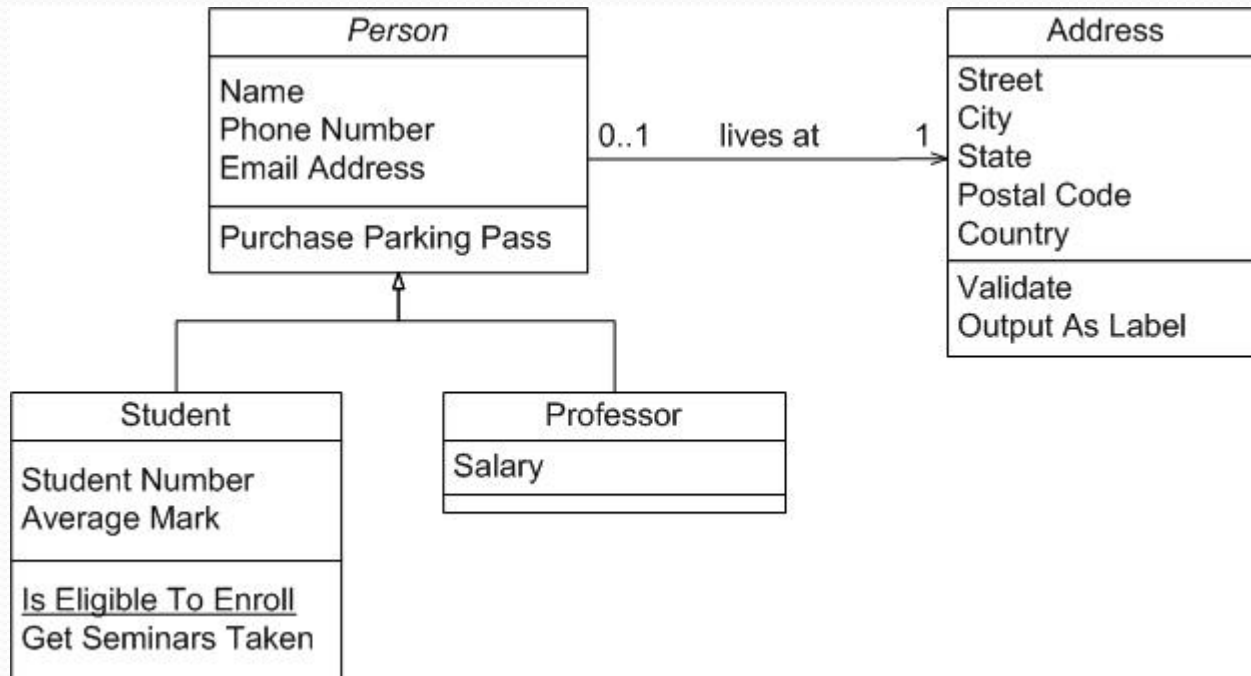 Person
Name
Phone Number
Email Address
Purchase Parking Pass
0..1 lives at 1
Address
Street
City
State
Postal Code
Country
Validate
Output As Label
Student
Student Number
Average Mark
Is Eligible To Enroll
Get Seminars Taken
Professor
Salary